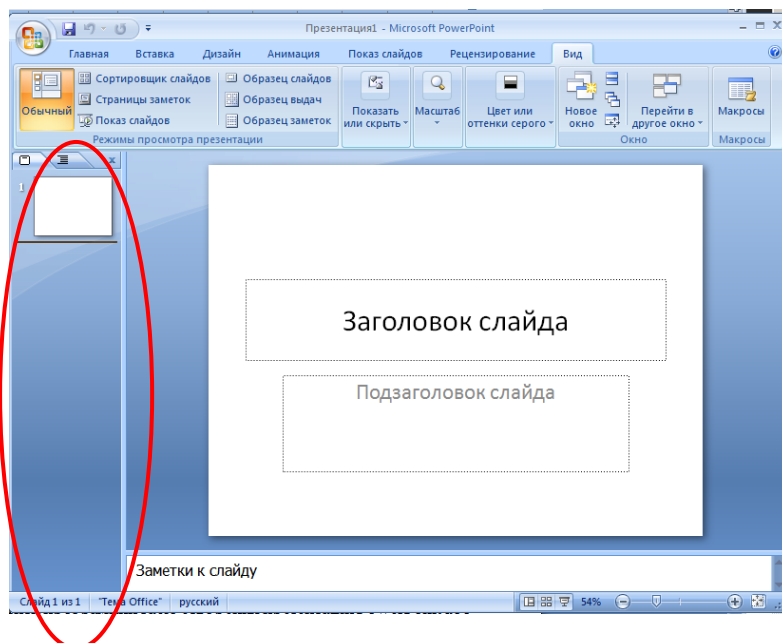 Презентация1 - Microsoft PowerPoint
Главная Вставка Дизайн Анимация Показ слайдов Рецензирование Вид
Обычный
Сортировщик слайдов
Страницы заметок
Показ слайдов
Образец слайдов
Образец выдач
Образец заметок
Показать или скрыть
Масштаб
Цвет или оттенки серого
Новое окно
Перейти в другое окно
Макросы
Режимы просмотра презентации
Окно
Макросы
1
Заголовок слайда
Подзаголовок слайда
Заметки к слайду
Слайд 1 из 1 "Тема Office" русский 54%